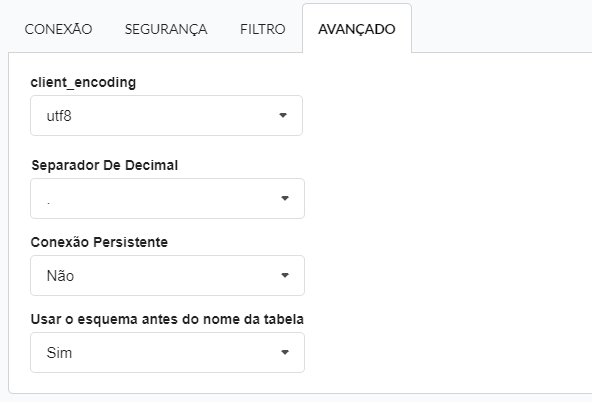 CONEXÃO SEGURANÇA FILTRO AVANÇADO
client_encoding
utf8
Separador De Decimal
.
Conexão Persistente
Não
Usar o esquema antes do nome da tabela
Sim